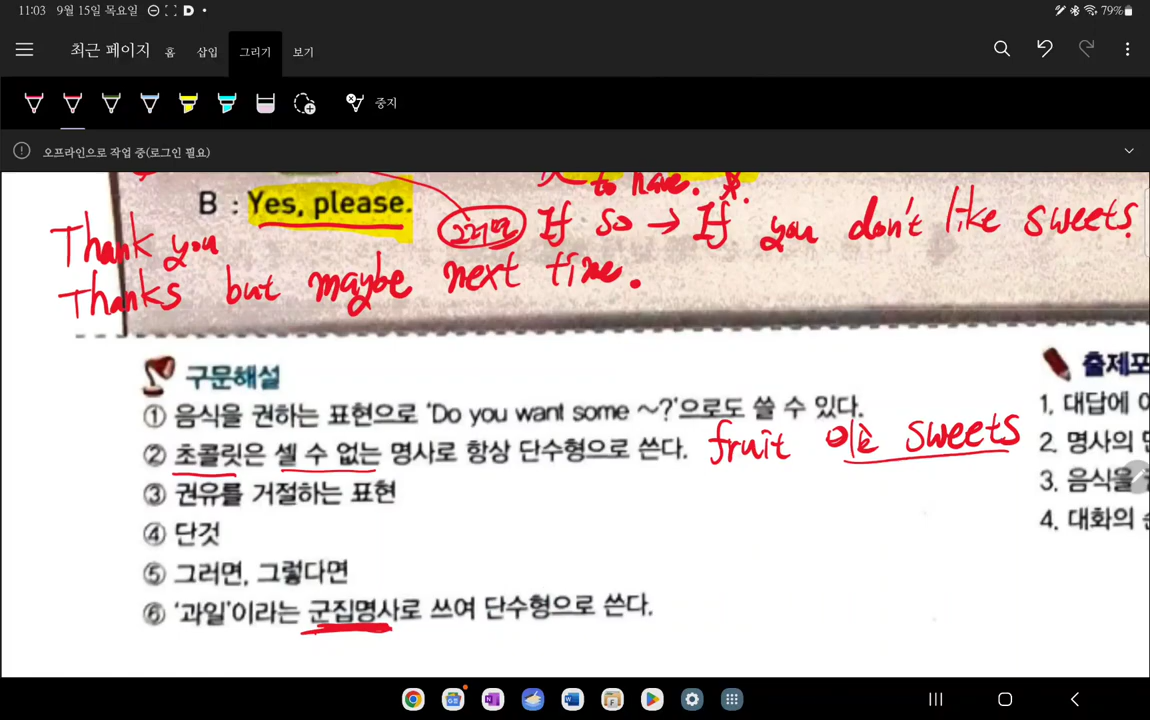 11:03 9월 15일 목요일 D 79%
최근 페이지 홈 삽입 그리기 보기
중지
오프라인으로 작업 중(로그인 필요)
to have.
B : Yes, please.
그러면 If so → If you don't like sweets.
Thank you
Thanks but maybe next time.
구문해설
① 음식을 권하는 표현으로 'Do you want some ~?'으로도 쓸 수 있다.
② 초콜릿은 셀 수 없는 명사로 항상 단수형으로 쓴다.
fruit sweets
③ 권유를 거절하는 표현
④ 단것
⑤ 그러면, 그렇다면
⑥ '과일'이라는 군집명사로 쓰여 단수형으로 쓴다.
출제포
1. 대답에
2. 명사의
3. 음식을
4. 대화의